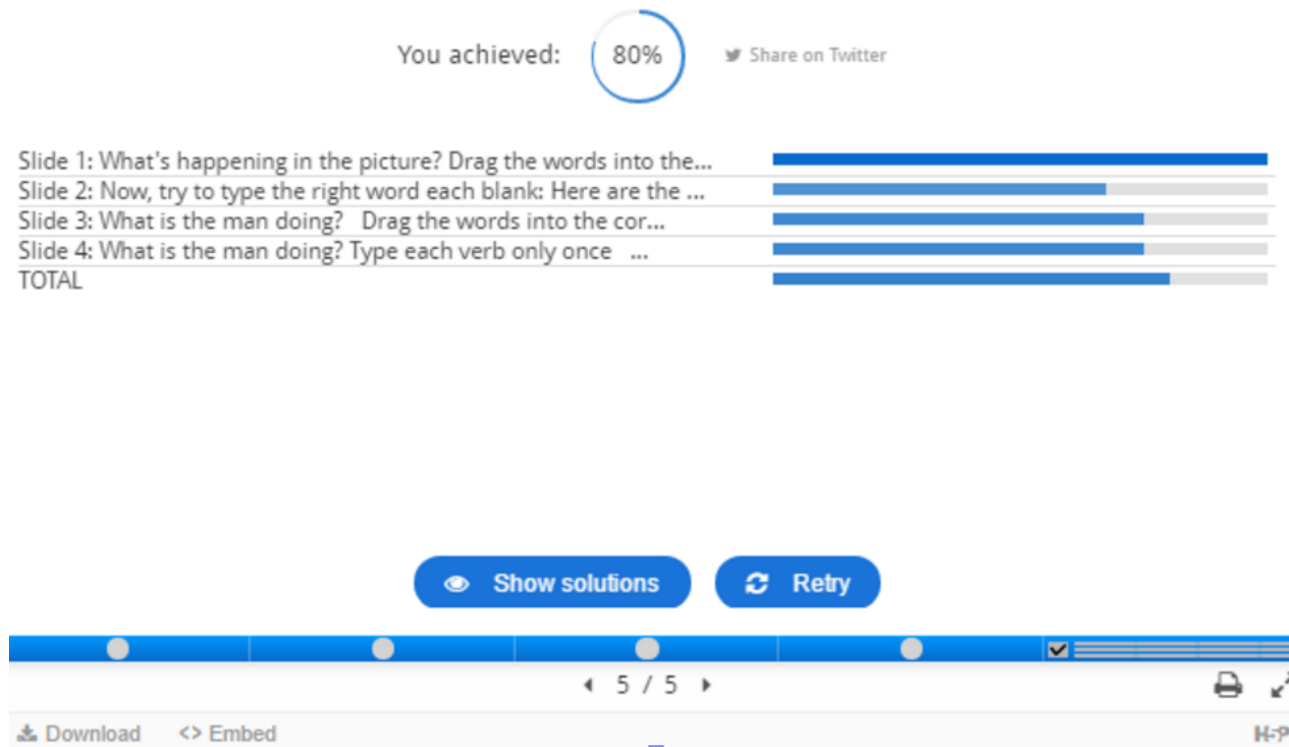 You achieved: 80% Share on Twitter
Slide 1: What's happening in the picture? Drag the words into the...
Slide 2: Now, try to type the right word each blank: Here are the ...
Slide 3: What is the man doing? Drag the words into the cor...
Slide 4: What is the man doing? Type each verb only once ...
TOTAL
Show solutions Retry
5 / 5
Download <> Embed H-P